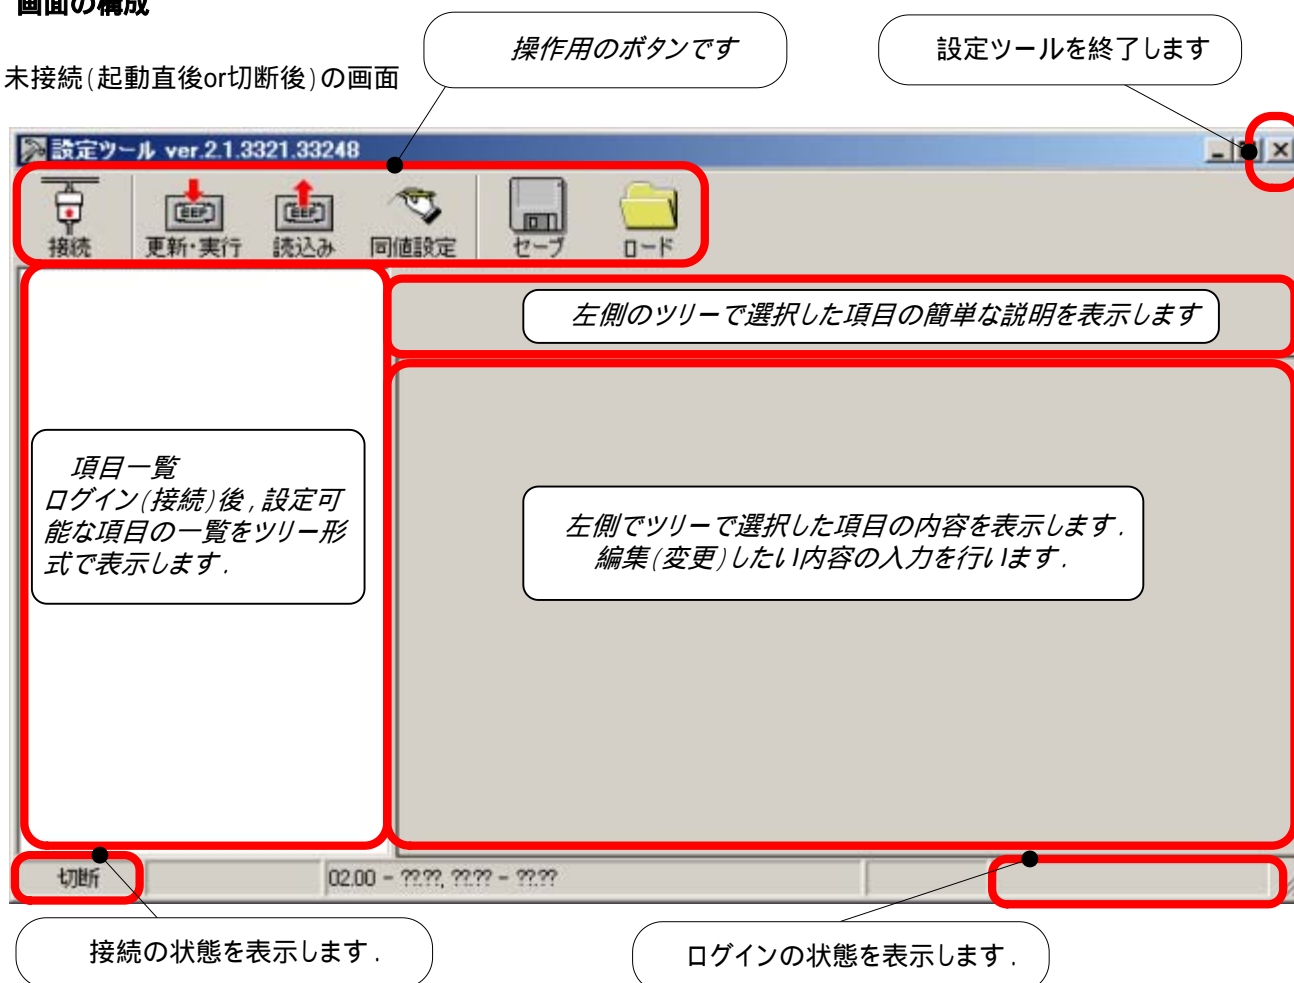 画面の構成
操作用のボタンです
設定ツールを終了します
未接続(起動直後or切断後)の画面
設定ツール ver.2.1.3321.33248
接続
更新・実行
読込み
同値設定
セーブ
ロード
左側のツリーで選択した項目の簡単な説明を表示します
項目一覧
ログイン(接続)後,設定可
能な項目の一覧をツリー形
式で表示します.
左側でツリーで選択した項目の内容を表示します.
編集(変更)したい内容の入力を行います.
切断
02.00 - ??.??, ??.?? - ??.??
接続の状態を表示します.
ログインの状態を表示します.